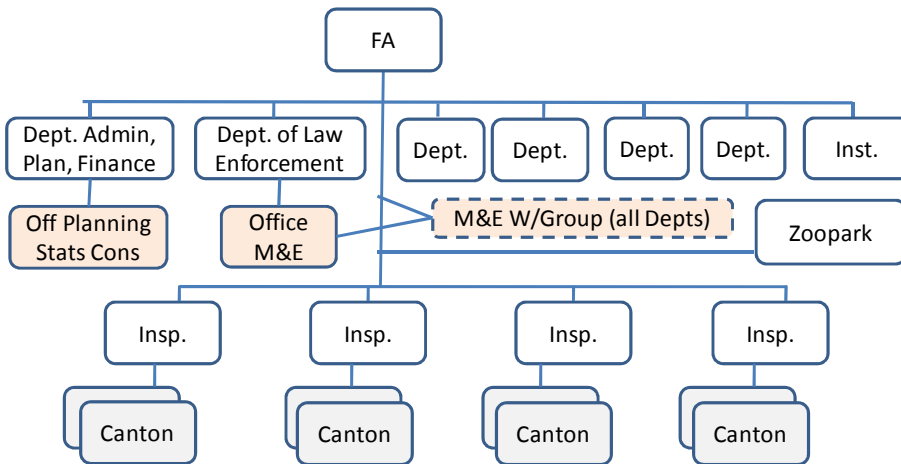 FA
Dept. Admin,
Plan, Finance
Dept. of Law
Enforcement
Dept.
Dept.
Dept.
Dept.
Inst.
Off Planning
Stats Cons
Office
M&E
M&E W/Group (all Depts)
Zoopark
Insp.
Insp.
Insp.
Insp.
Canton
Canton
Canton
Canton